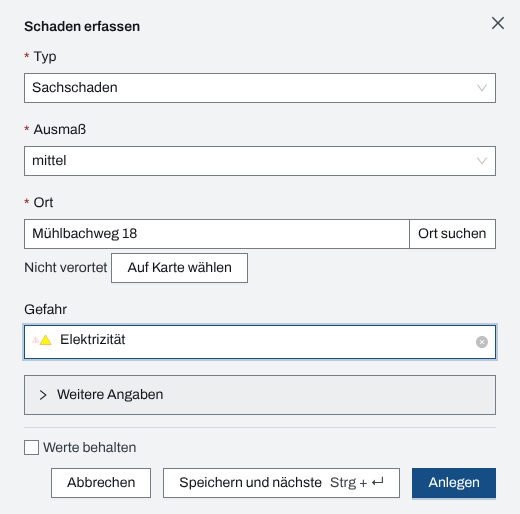 Schaden erfassen
* Typ
Sachschaden
* Ausmaß
mittel
* Ort
Mühlbachweg 18
Ort suchen
Nicht verortet
Auf Karte wählen
Gefahr
Elektrizität
Weitere Angaben
Werte behalten
Abbrechen
Speichern und nächste Strg + ↵
Anlegen